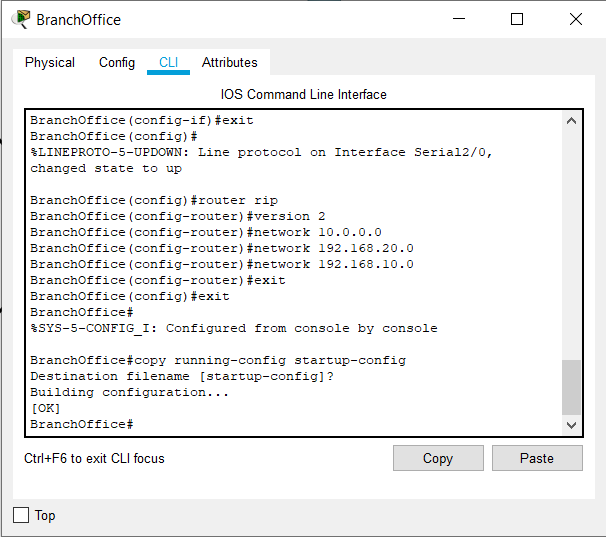 BranchOffice
Physical Config CLI Attributes
IOS Command Line Interface
BranchOffice(config-if)#exit
BranchOffice(config)#
%LINEPROTO-5-UPDOWN: Line protocol on Interface Serial2/0,
changed state to up
BranchOffice(config)#router rip
BranchOffice(config-router)#version 2
BranchOffice(config-router)#network 10.0.0.0
BranchOffice(config-router)#network 192.168.20.0
BranchOffice(config-router)#network 192.168.10.0
BranchOffice(config-router)#exit
BranchOffice(config)#exit
BranchOffice#
%SYS-5-CONFIG_I: Configured from console by console
BranchOffice#copy running-config startup-config
Destination filename [startup-config]?
Building configuration...
[OK]
BranchOffice#
Ctrl+F6 to exit CLI focus Copy Paste
Top